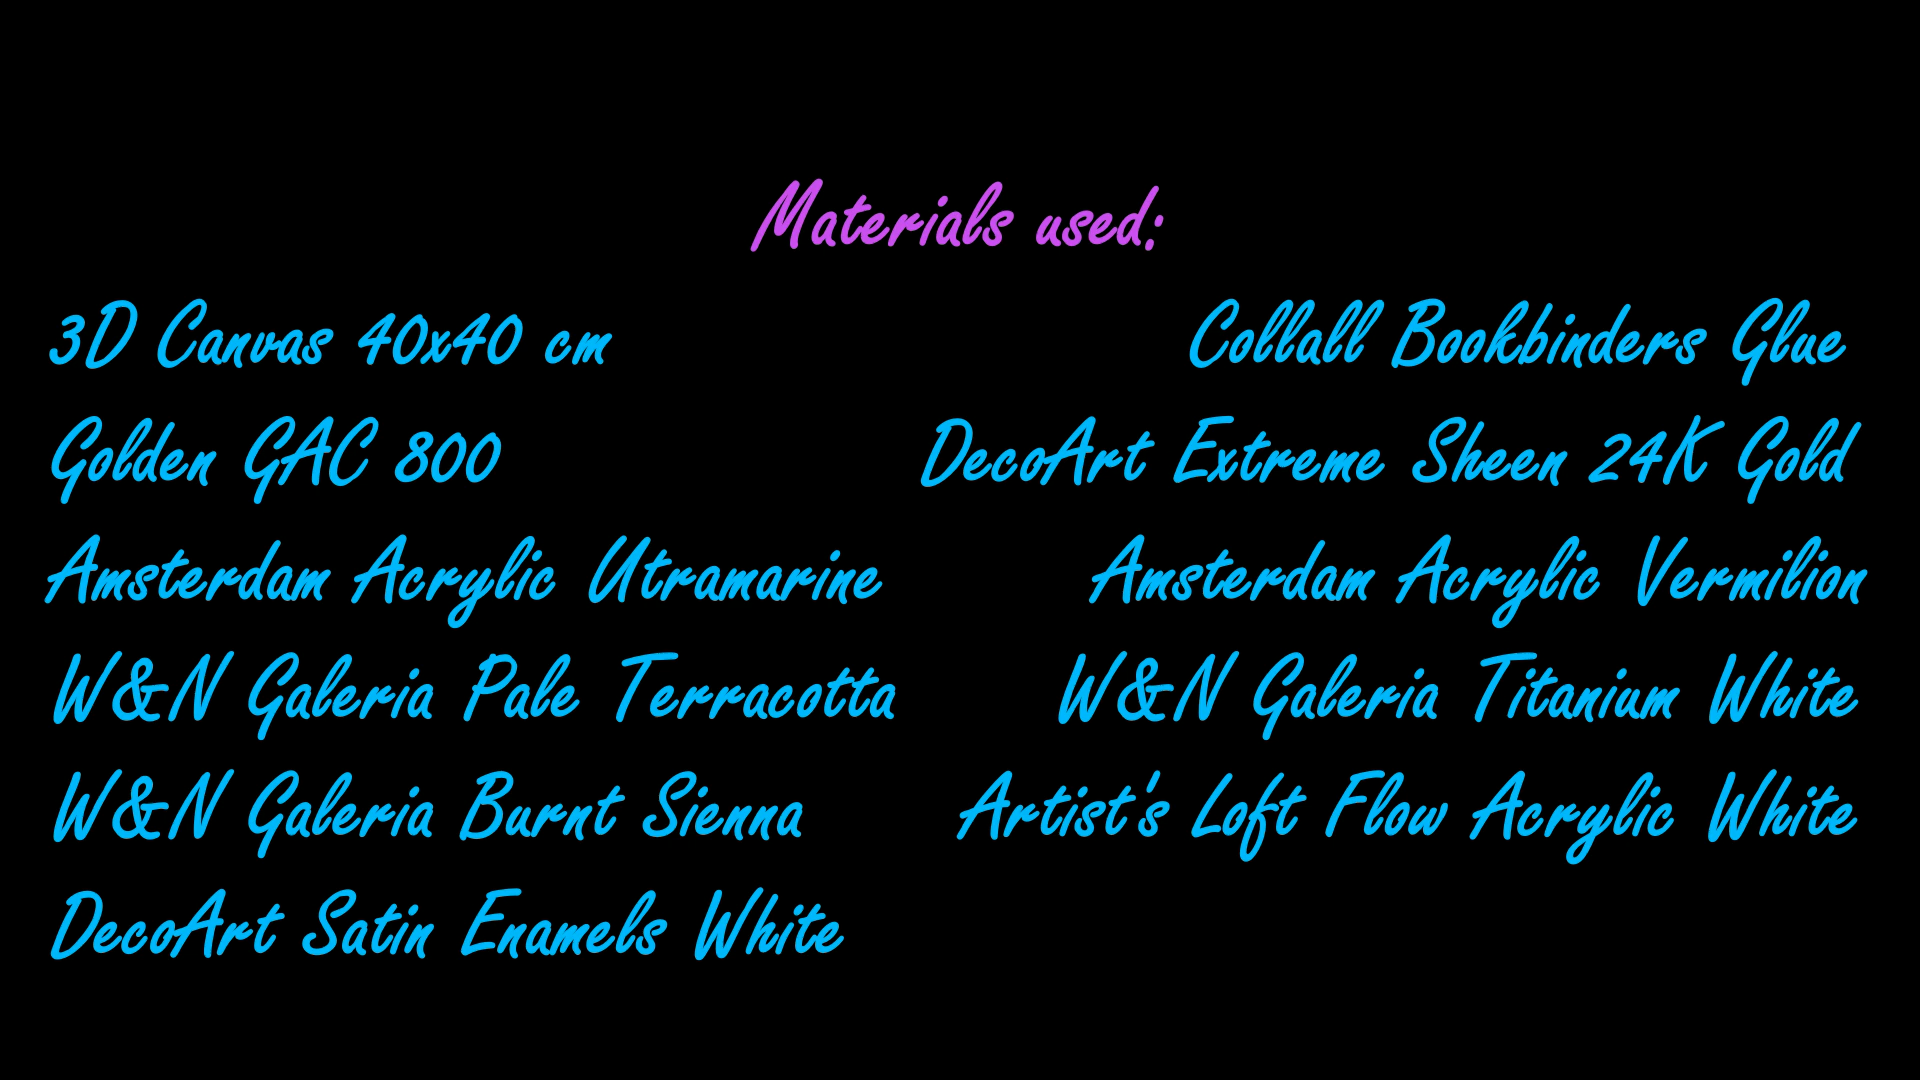 Materials used:
3D Canvas 40x40 cm
Collall Bookbinders Glue
Golden GAC 800
DecoArt Extreme Sheen 24K Gold
Amsterdam Acrylic Utramarine
Amsterdam Acrylic Vermilion
W&N Galeria Pale Terracotta
W&N Galeria Titanium White
W&N Galeria Burnt Sienna
Artist's Loft Flow Acrylic White
DecoArt Satin Enamels White